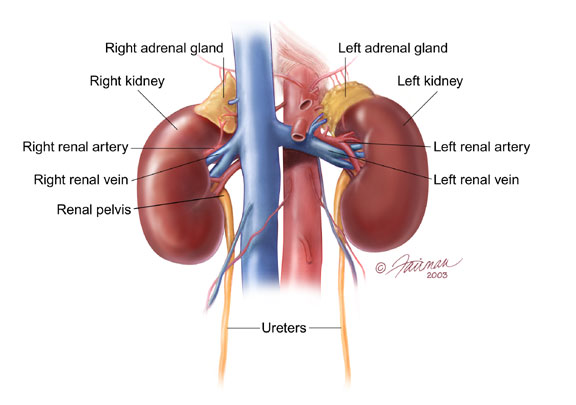 Right adrenal gland
Left adrenal gland
Right kidney
Left kidney
Right renal artery
Left renal artery
Right renal vein
Left renal vein
Renal pelvis
© Fairman
2003
Ureters